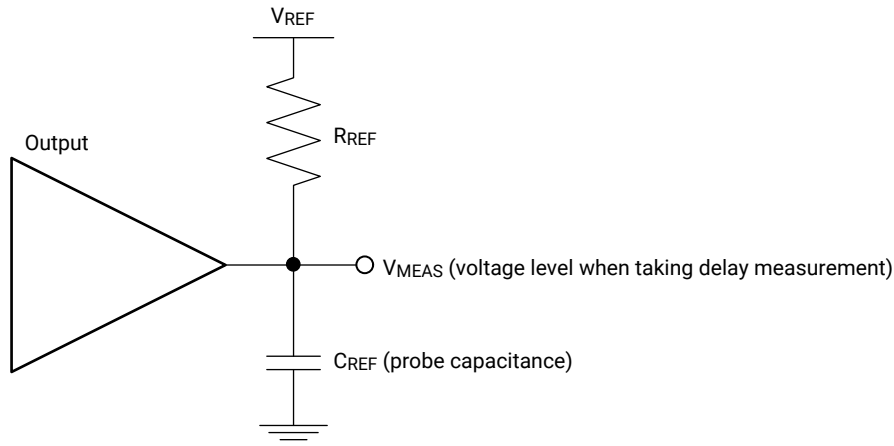 VREF
RREF
Output
VMEAS (voltage level when taking delay measurement)
CREF (probe capacitance)